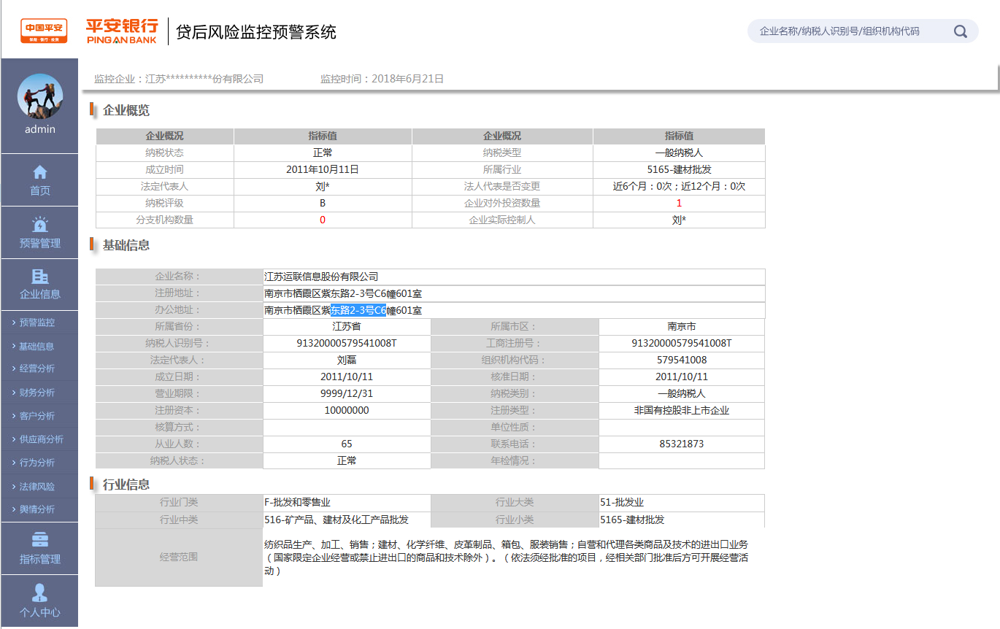 中国平安
保险·银行·投资
平安银行
PING AN BANK
贷后风险监控预警系统
企业名称/纳税人识别号/组织机构代码
admin
首页
预警管理
企业信息
› 预警监控
› 基础信息
› 经营分析
› 财务分析
› 客户分析
› 供应商分析
› 行为分析
› 法律风险
› 舆情分析
指标管理
个人中心
监控企业：江苏**********份有限公司 监控时间：2018年6月21日
企业概览
企业概况 指标值 企业概况 指标值
纳税状态 正常 纳税类型 一般纳税人
成立时间 2011年10月11日 所属行业 5165-建材批发
法定代表人 刘* 法人代表是否变更 近6个月：0次；近12个月：0次
纳税评级 B 企业对外投资数量 1
分支机构数量 0 企业实际控制人 刘*
基础信息
企业名称： 江苏运联信息股份有限公司
注册地址： 南京市栖霞区紫东路2-3号C6幢601室
办公地址： 南京市栖霞区紫东路2-3号C6幢601室
所属省份： 江苏省 所属市区： 南京市
纳税人识别号： 91320000579541008T 工商注册号： 91320000579541008T
法定代表人： 刘磊 组织机构代码： 579541008
成立日期： 2011/10/11 核准日期： 2011/10/11
营业期限： 9999/12/31 纳税类别： 一般纳税人
注册资本： 10000000 注册类型： 非国有控股非上市企业
核算方式： 单位性质：
从业人数： 65 联系电话： 85321873
纳税人状态： 正常 年检情况：
行业信息
行业门类 F-批发和零售业 行业大类 51-批发业
行业中类 516-矿产品、建材及化工产品批发 行业小类 5165-建材批发
经营范围 纺织品生产、加工、销售；建材、化学纤维、皮革制品、箱包、服装销售；自营和代理各类商品及技术的进出口业务
（国家限定企业经营或禁止进出口的商品和技术除外）。（依法须经批准的项目，经相关部门批准后方可开展经营活
动）